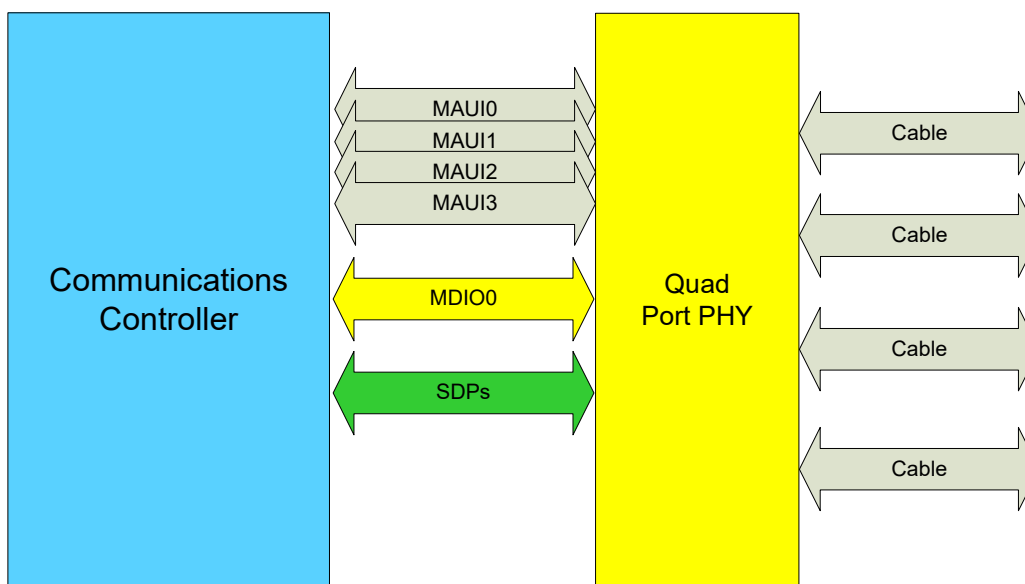 Communications
Controller
MAUI0
MAUI1
MAUI2
MAUI3
MDIO0
SDPs
Quad
Port PHY
Cable
Cable
Cable
Cable